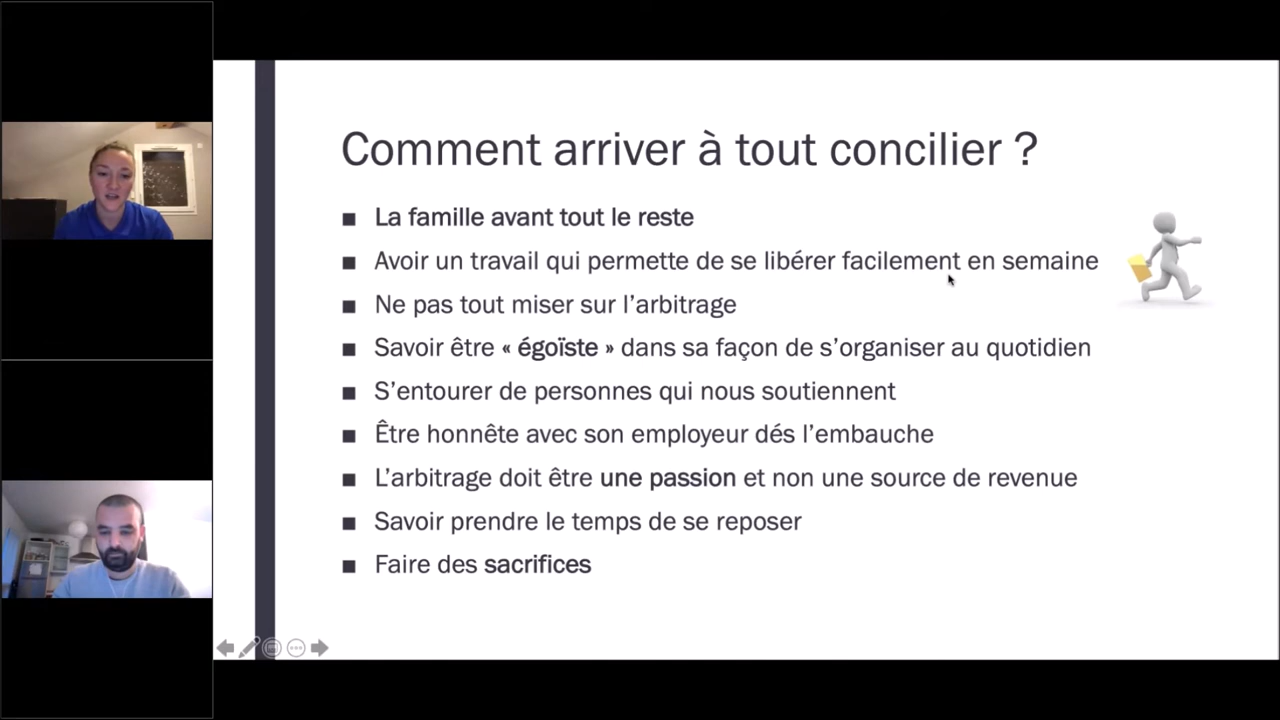 Comment arriver à tout concilier ?
■ La famille avant tout le reste
■ Avoir un travail qui permette de se libérer facilement en semaine
■ Ne pas tout miser sur l’arbitrage
■ Savoir être « égoïste » dans sa façon de s’organiser au quotidien
■ S’entourer de personnes qui nous soutiennent
■ Être honnête avec son employeur dés l’embauche
■ L’arbitrage doit être une passion et non une source de revenue
■ Savoir prendre le temps de se reposer
■ Faire des sacrifices